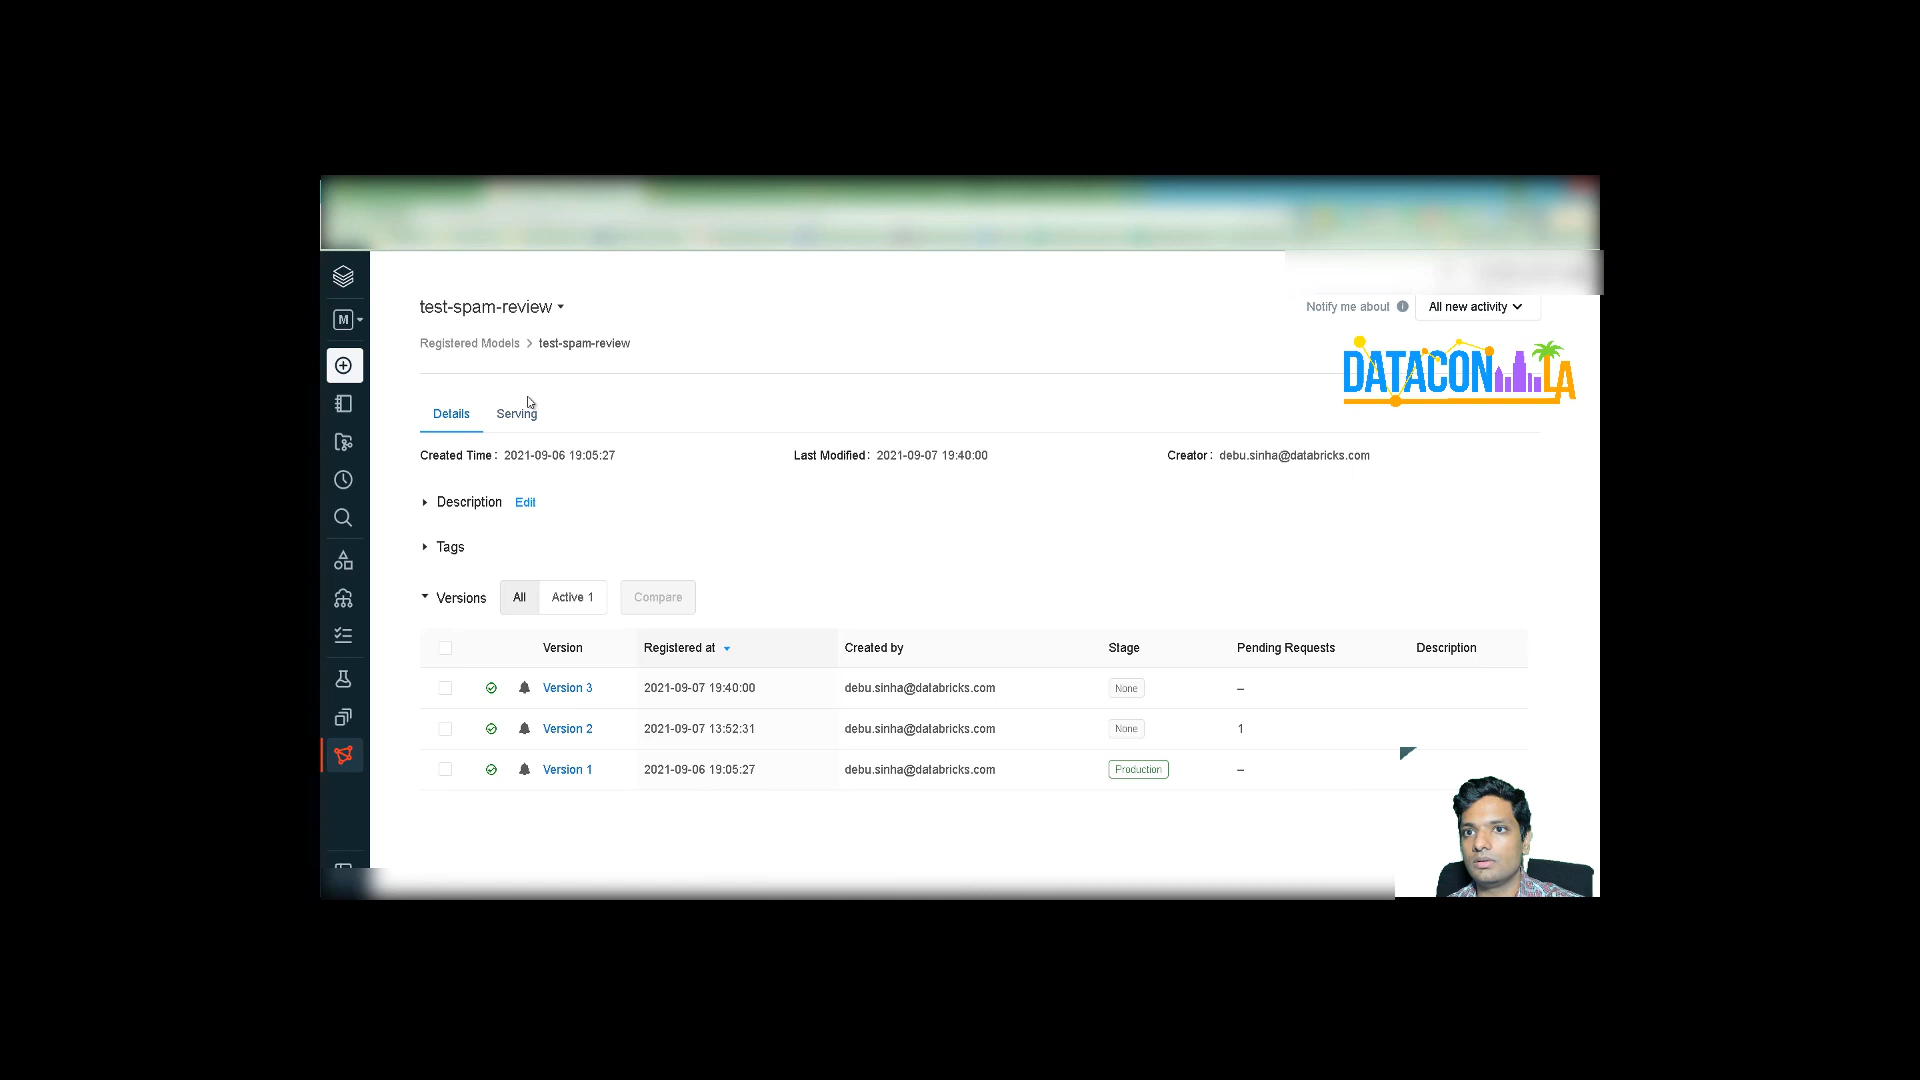 test-spam-review
Notify me about
All new activity
Registered Models > test-spam-review
DATACON LA
Details Serving
Created Time : 2021-09-06 19:05:27 Last Modified : 2021-09-07 19:40:00 Creator : debu.sinha@databricks.com
Description Edit
Tags
Versions All Active 1 Compare
Version Registered at Created by Stage Pending Requests Description
Version 3 2021-09-07 19:40:00 debu.sinha@databricks.com None –
Version 2 2021-09-07 13:52:31 debu.sinha@databricks.com None 1
Version 1 2021-09-06 19:05:27 debu.sinha@databricks.com Production –
M